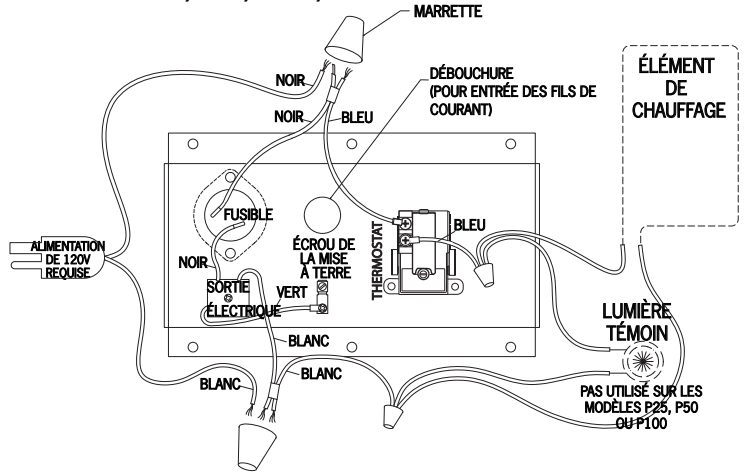 MARRETTE
NOIR
NOIR
BLEU
DÉBOUCHURE
(POUR ENTRÉE DES FILS DE
COURANT)
ÉLÉMENT
DE
CHAUFFAGE
FUSIBLE
ÉCROU DE
LA MISE
À TERRE
THERMOSTAT
BLEU
ALIMENTATION
DE 120V
REQUISE
NOIR
SORTIE
ÉLECTRIQUE
VERT
BLANC
BLANC
BLANC
LUMIÈRE
TÉMOIN
PAS UTILISÉ SUR LES
MODÈLES P25, P50
OU P100